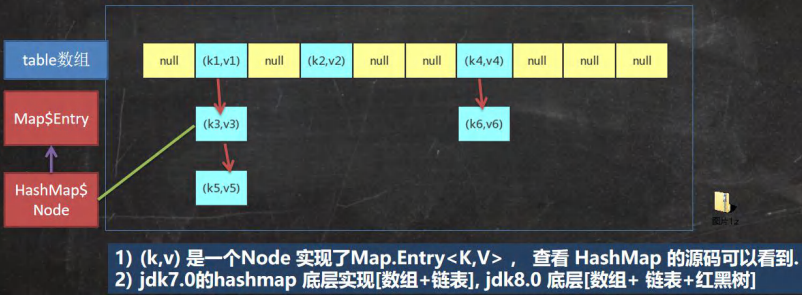 table数组
null (k1,v1) null (k2,v2) null null (k4,v4) null null null
Map$Entry
(k3,v3) (k6,v6)
HashMap$
Node
(k5,v5)
1) (k,v) 是一个Node 实现了Map.Entry<K,V> ， 查看 HashMap 的源码可以看到.
2) jdk7.0的hashmap 底层实现[数组+链表], jdk8.0 底层[数组+ 链表+红黑树]